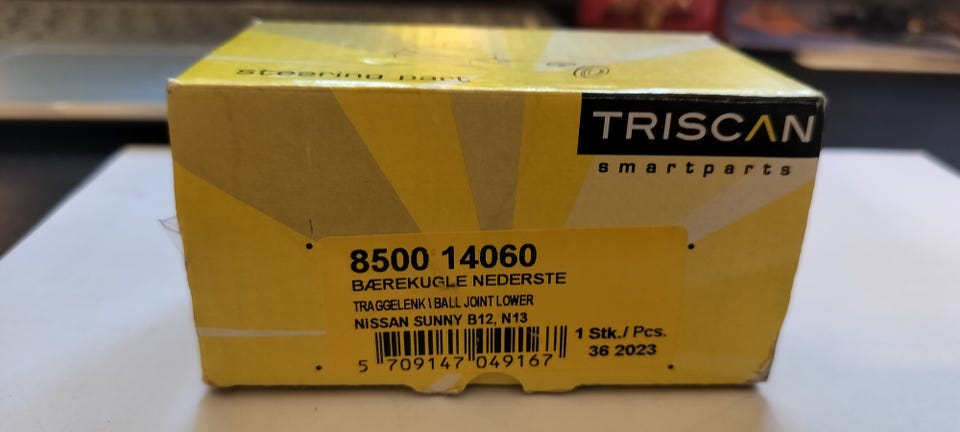 steering part
TRISCAN
smartparts
8500 14060
BÆREKUGLE NEDERSTE
TRAGGELENK \ BALL JOINT LOWER
NISSAN SUNNY B12, N13
1 Stk./ Pcs.
36 2023
5 709147 049167